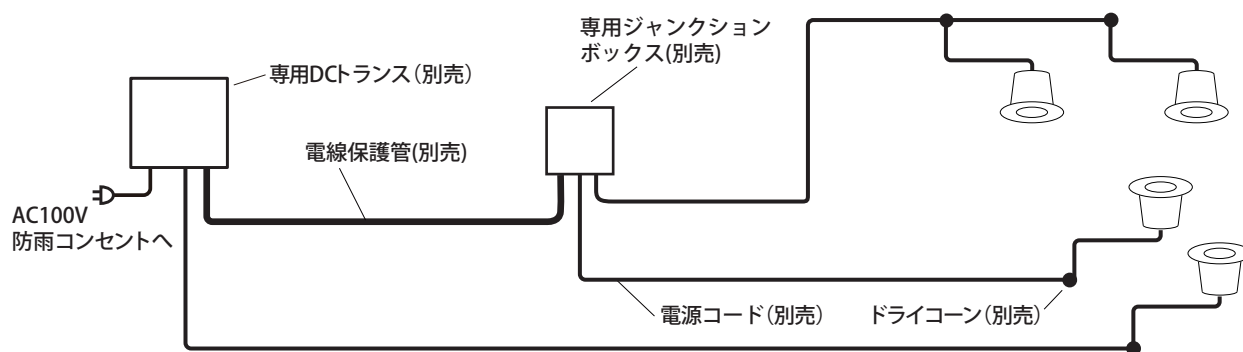 専用ジャンクション
ボックス(別売)
専用DCトランス（別売）
電線保護管(別売)
AC100V
防雨コンセントへ
電源コード（別売）
ドライコーン（別売）